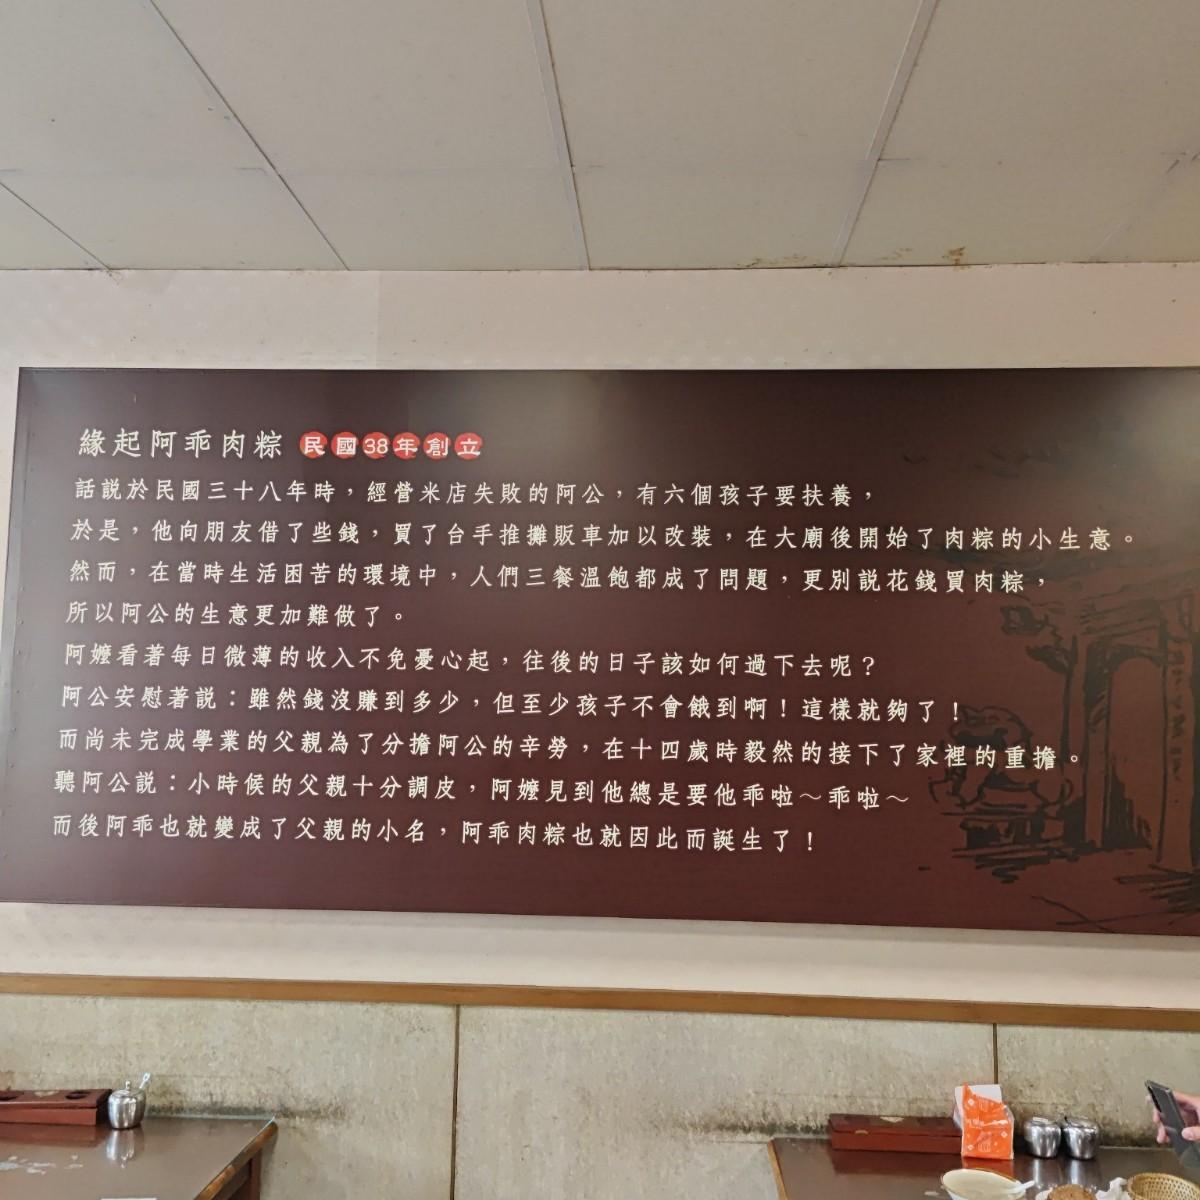 緣起阿乖肉粽 民國38年創立
話說於民國三十八年時，經營米店失敗的阿公，有六個孩子要扶養，
於是，他向朋友借了些錢，買了台手推攤販車加以改裝，在大廟後開始了肉粽的小生意。
然而，在當時生活困苦的環境中，人們三餐溫飽都成了問題，更別說花錢買肉粽，
所以阿公的生意更加難做了。
阿嬤看著每日微薄的收入不免憂心起，往後的日子該如何過下去呢？
阿公安慰著說：雖然錢沒賺到多少，但至少孩子不會餓到啊！這樣就夠了！
而尚未完成學業的父親為了分擔阿公的辛勞，在十四歲時毅然的接下了家裡的重擔。
聽阿公說：小時候的父親十分調皮，阿嬤見到他總是要他乖啦～乖啦～
而後阿乖也就變成了父親的小名，阿乖肉粽也就因此而誕生了！